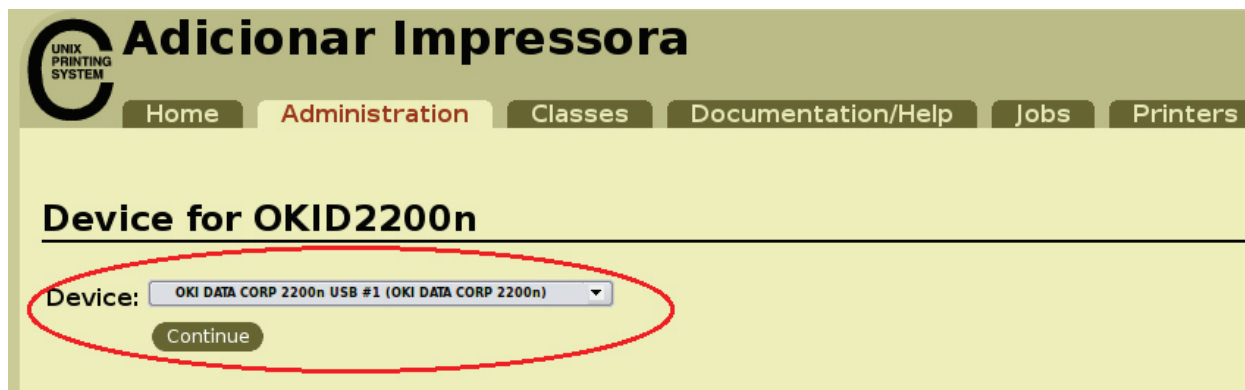 UNIX
PRINTING
SYSTEM
Adicionar Impressora
Home Administration Classes Documentation/Help Jobs Printers
Device for OKID2200n
Device: OKI DATA CORP 2200n USB #1 (OKI DATA CORP 2200n)
Continue